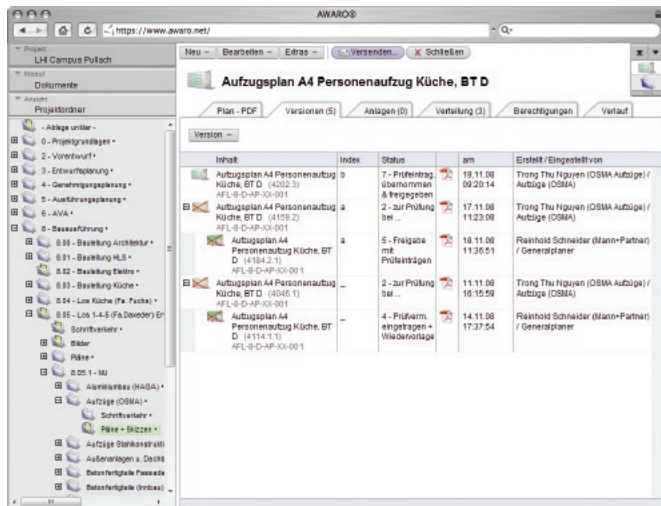 AWARO®
https://www.awaro.net/
Q-
Projekt
LHI Campus Pullach
Modul
Dokumente
Ansicht
Projektordner
- Ablage unklar -
0 - Projektgrundlagen
2 - Vorentwurf
3 - Entwurfsplanung
4 - Genehmigungsplanung
5 - Ausführungsplanung
6 - AVA
8 - Bauausführung
8.00 - Bauleitung Architektur
8.01 - Bauleitung HLS
8.02 - Bauleitung Elektro
8.03 - Bauleitung Küche
8.04 - Los Küche (Fa. Fuchs)
8.05 - Los 1-4-5 (Fa.Daxeder) Er
Schriftverkehr
Bilder
Pläne
8.05.1 - NU
Aluminiumbau (HAGA)
Aufzüge (OSMA)
Schriftverkehr
Pläne + Skizzen
Aufzüge Stahlkonstrukti
Außenanlagen u. Dachb
Betonfertigteile Fassade
Betonfertigteile (Innbau)
Neu Bearbeiten Extras Versenden... X Schließen
Aufzugsplan A4 Personenaufzug Küche, BT D
Plan - PDF Versionen (5) Anlagen (0) Verteilung (3) Berechtigungen Verlauf
Version
Inhalt Index Status am Erstellt / Eingestellt von
Aufzugsplan A4 Personenaufzug Küche, BT D (4202.3) AFL-8-D-AP-XX-001 b 7 - Prüfeintrag. übernommen & freigegeben 19.11.08 09:20:14 Trong Thu Nguyen (OSMA Aufzüge) / Aufzüge (OSMA)
Aufzugsplan A4 Personenaufzug Küche, BT D (4159.2) AFL-8-D-AP-XX-001 a 2 - zur Prüfung bei ... 17.11.08 11:23:08 Trong Thu Nguyen (OSMA Aufzüge) / Aufzüge (OSMA)
Aufzugsplan A4 Personenaufzug Küche, BT D (4184.2.1) AFL-8-D-AP-XX-001 a 5 - Freigabe mit Prüfeinträgen 18.11.08 11:36:51 Reinhold Schneider (Mann+Partner) / Generalplaner
Aufzugsplan A4 Personenaufzug Küche, BT D (4046.1) AFL-8-D-AP-XX-001 _ 2 - zur Prüfung bei ... 11.11.08 16:15:59 Trong Thu Nguyen (OSMA Aufzüge) / Aufzüge (OSMA)
Aufzugsplan A4 Personenaufzug Küche, BT D (4114.1.1) AFL-8-D-AP-XX-001 _ 4 - Prüfverm. eingetragen + Wiedervorlage 14.11.08 17:37:54 Reinhold Schneider (Mann+Partner) / Generalplaner